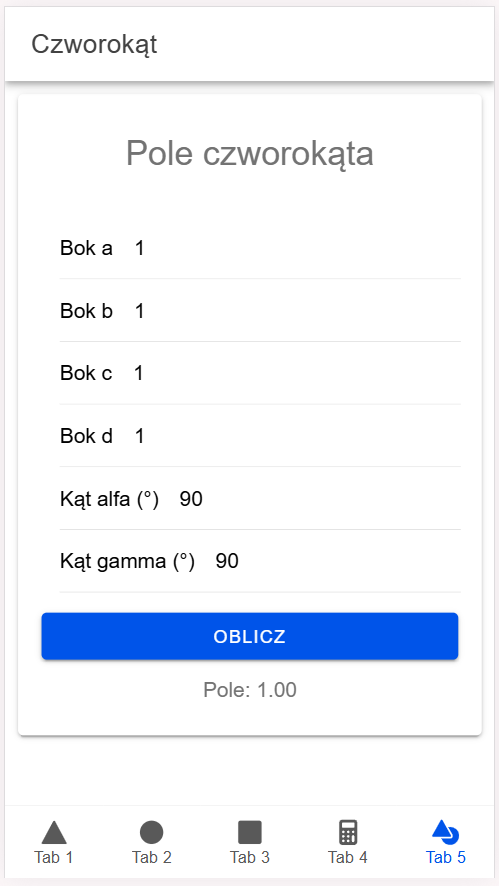 Czworokąt
Pole czworokąta
Bok a 1
Bok b 1
Bok c 1
Bok d 1
Kąt alfa (°) 90
Kąt gamma (°) 90
OBLICZ
Pole: 1.00
Tab 1 Tab 2 Tab 3 Tab 4 Tab 5